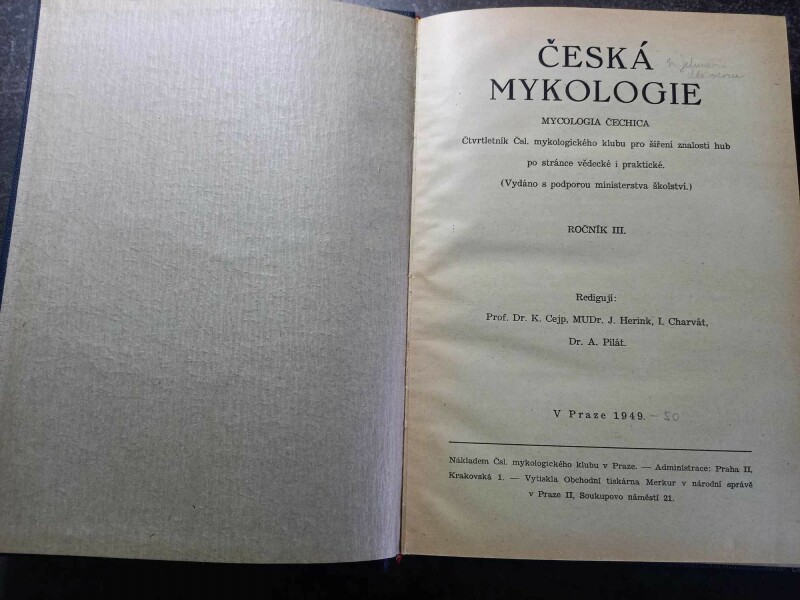 ČESKÁ
MYKOLOGIE
MYCOLOGIA ČECHICA
Čtvrtletník Čsl. mykologického klubu pro šíření znalosti hub
po stránce vědecké i praktické.
(Vydáno s podporou ministerstva školství.)
ROČNÍK III.
Redigují:
Prof. Dr. K. Cejp, MUDr. J. Herink, I. Charvát,
Dr. A. Pilát.
V Praze 1949. - 50
Nákladem Čsl. mykologického klubu v Praze. — Administrace: Praha II,
Krakovská 1. — Vytiskla Obchodní tiskárna Merkur v národní správě
v Praze II, Soukupovo náměstí 21.